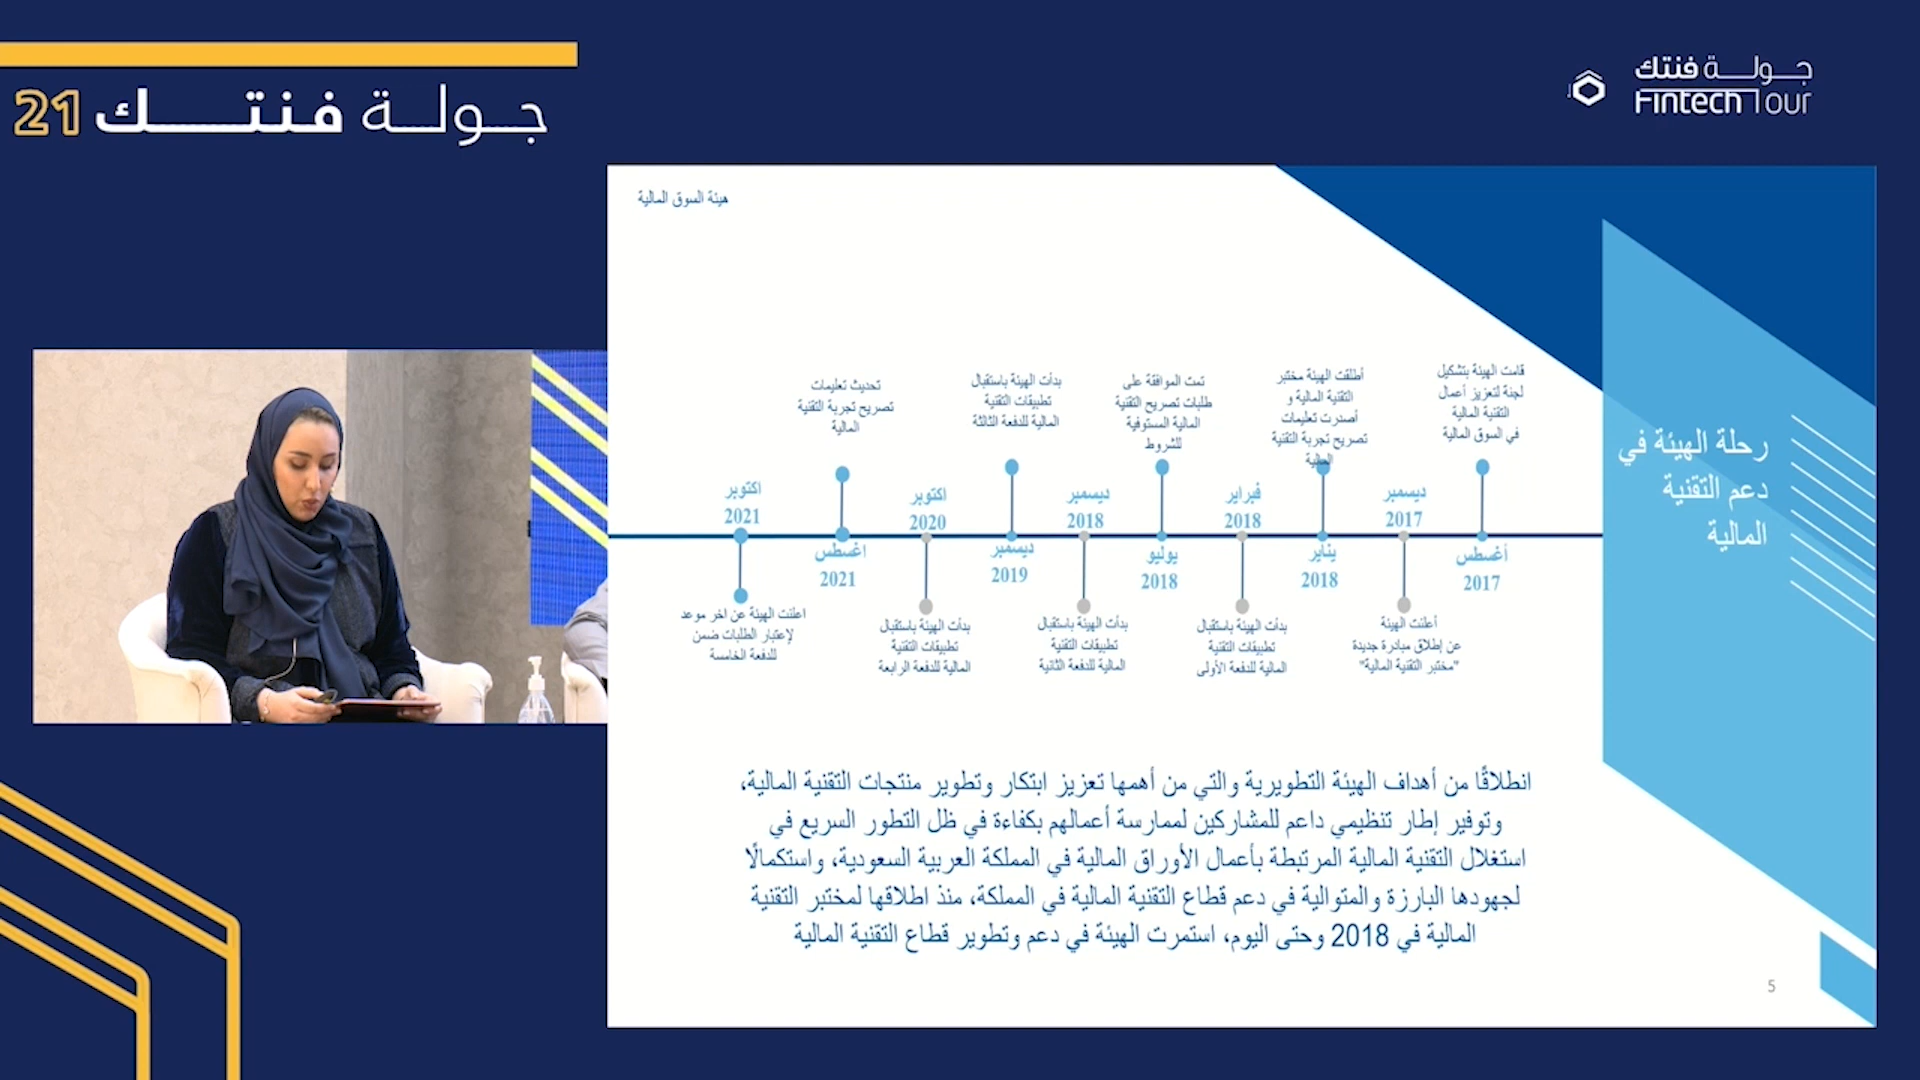 جولة فنتك 21
جولة فنتك
Fintech Tour
هيئة السوق المالية
رحلة الهيئة في
دعم التقنية
المالية
قامت الهيئة بتشكيل
لجنة لتعزيز أعمال
التقنية المالية
في السوق المالية
أغسطس
2017
ديسمبر
2017
أعلنت الهيئة
عن إطلاق مبادرة جديدة
"مختبر التقنية المالية"
أطلقت الهيئة مختبر
التقنية المالية و
أصدرت تعليمات
تصريح تجربة التقنية
المالية
يناير
2018
فبراير
2018
بدأت الهيئة باستقبال
تطبيقات التقنية
المالية للدفعة الأولى
تمت الموافقة على
طلبات تصريح التقنية
المالية المستوفية
للشروط
يوليو
2018
ديسمبر
2018
بدأت الهيئة باستقبال
تطبيقات التقنية
المالية للدفعة الثانية
بدأت الهيئة باستقبال
تطبيقات التقنية
المالية للدفعة الثالثة
ديسمبر
2019
اكتوبر
2020
بدأت الهيئة باستقبال
تطبيقات التقنية
المالية للدفعة الرابعة
تحديث تعليمات
تصريح تجربة التقنية
المالية
اغسطس
2021
اكتوبر
2021
اعلنت الهيئة عن اخر موعد
لإعتبار الطلبات ضمن
للدفعة الخامسة
انطلاقًا من أهداف الهيئة التطويرية والتي من أهمها تعزيز ابتكار وتطوير منتجات التقنية المالية،
وتوفير إطار تنظيمي داعم للمشاركين لممارسة أعمالهم بكفاءة في ظل التطور السريع في
استغلال التقنية المالية المرتبطة بأعمال الأوراق المالية في المملكة العربية السعودية، واستكمالًا
لجهودها البارزة والمتوالية في دعم قطاع التقنية المالية في المملكة، منذ اطلاقها لمختبر التقنية
المالية في 2018 وحتى اليوم، استمرت الهيئة في دعم وتطوير قطاع التقنية المالية
5